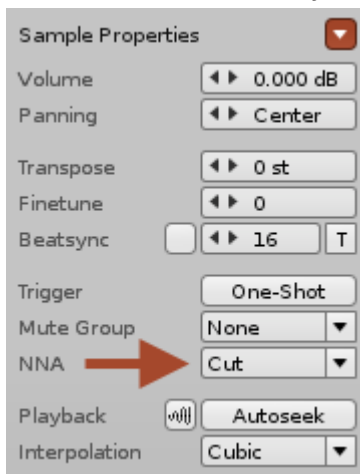 Sample Properties
Volume 0.000 dB
Panning Center
Transpose 0 st
Finetune 0
Beatsync 16 T
Trigger One-Shot
Mute Group None
NNA Cut
Playback Autoseek
Interpolation Cubic